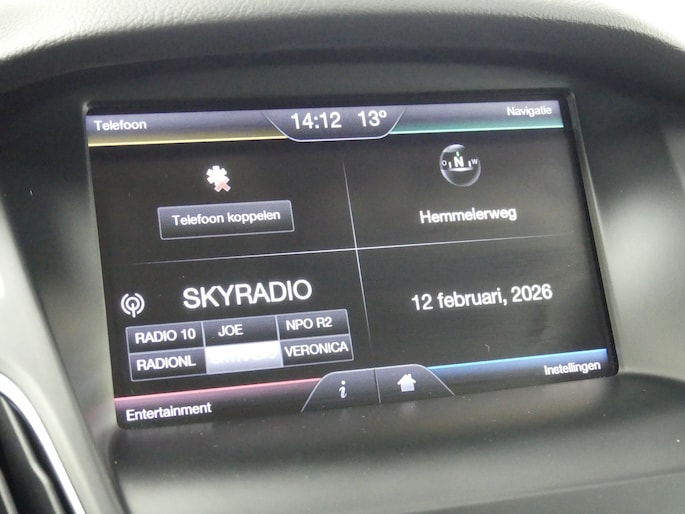 Telefoon
14:12 13°
Navigatie
Telefoon koppelen
O N W
Hemmelerweg
SKYRADIO
12 februari, 2026
RADIO 10 JOE NPO R2
RADIONL VERONICA
Entertainment
i
Instellingen